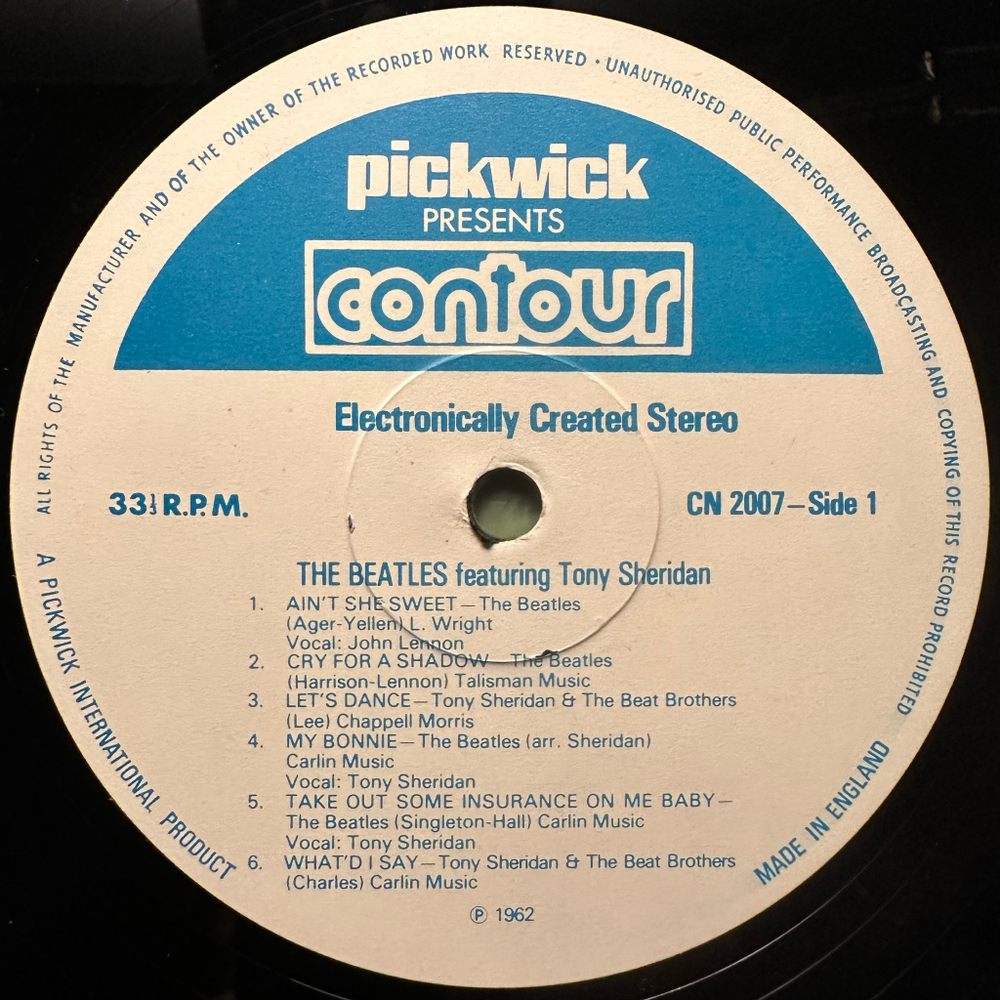 ALL RIGHTS OF THE MANUFACTURER AND OF THE OWNER OF THE RECORDED WORK RESERVED · UNAUTHORISED PUBLIC PERFORMANCE BROADCASTING AND COPYING OF THIS RECORD PROHIBITED
pickwick
PRESENTS
contour
Electronically Created Stereo
33⅓ R.P.M.
CN 2007—Side 1
THE BEATLES featuring Tony Sheridan
1. AIN'T SHE SWEET — The Beatles
(Ager-Yellen) L. Wright
Vocal: John Lennon
2. CRY FOR A SHADOW — The Beatles
(Harrison-Lennon) Talisman Music
3. LET'S DANCE — Tony Sheridan & The Beat Brothers
(Lee) Chappell Morris
4. MY BONNIE — The Beatles (arr. Sheridan)
Carlin Music
Vocal: Tony Sheridan
5. TAKE OUT SOME INSURANCE ON ME BABY —
The Beatles (Singleton-Hall) Carlin Music
Vocal: Tony Sheridan
6. WHAT'D I SAY — Tony Sheridan & The Beat Brothers
(Charles) Carlin Music
℗ 1962
A PICKWICK INTERNATIONAL PRODUCT
MADE IN ENGLAND